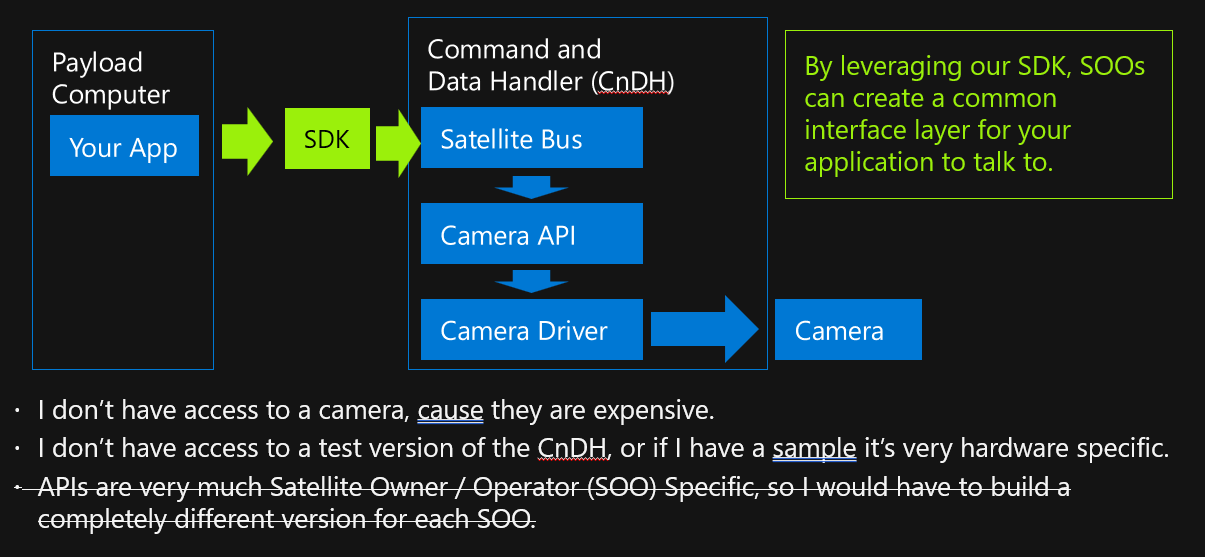 Payload
Computer
Your App
SDK
Command and
Data Handler (CnDH)
Satellite Bus
Camera API
Camera Driver
Camera
By leveraging our SDK, SOOs
can create a common
interface layer for your
application to talk to.
· I don’t have access to a camera, cause they are expensive.
· I don’t have access to a test version of the CnDH, or if I have a sample it’s very hardware specific.
· APIs are very much Satellite Owner / Operator (SOO) Specific, so I would have to build a
completely different version for each SOO.